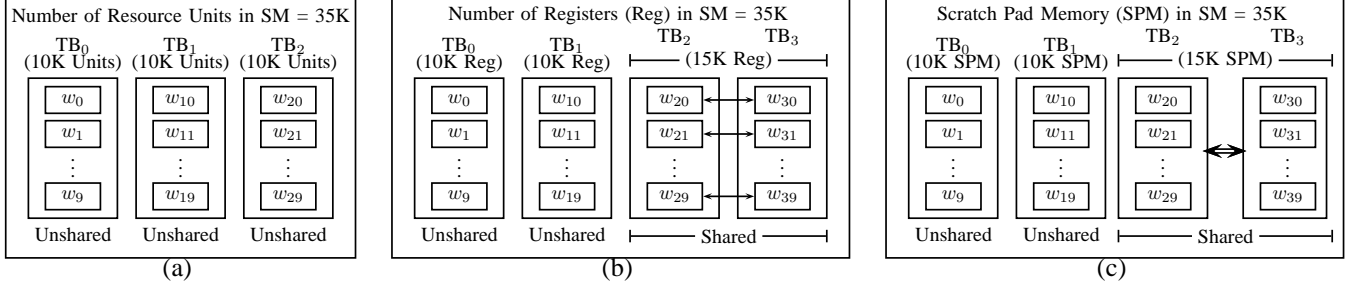 Number of Resource Units in SM = 35K
TB₀ TB₁ TB₂
(10K Units) (10K Units) (10K Units)
w₀ w₁₀ w₂₀
w₁ w₁₁ w₂₁
⋮ ⋮ ⋮
w₉ w₁₉ w₂₉
Unshared Unshared Unshared
(a)
Number of Registers (Reg) in SM = 35K
TB₀ TB₁ TB₂ TB₃
(10K Reg) (10K Reg) (15K Reg)
w₀ w₁₀ w₂₀ w₃₀
w₁ w₁₁ w₂₁ w₃₁
⋮ ⋮ ⋮ ⋮
w₉ w₁₉ w₂₉ w₃₉
Unshared Unshared Shared
(b)
Scratch Pad Memory (SPM) in SM = 35K
TB₀ TB₁ TB₂ TB₃
(10K SPM) (10K SPM) (15K SPM)
w₀ w₁₀ w₂₀ w₃₀
w₁ w₁₁ w₂₁ w₃₁
⋮ ⋮ ⋮ ⋮
w₉ w₁₉ w₂₉ w₃₉
Unshared Unshared Shared
(c)